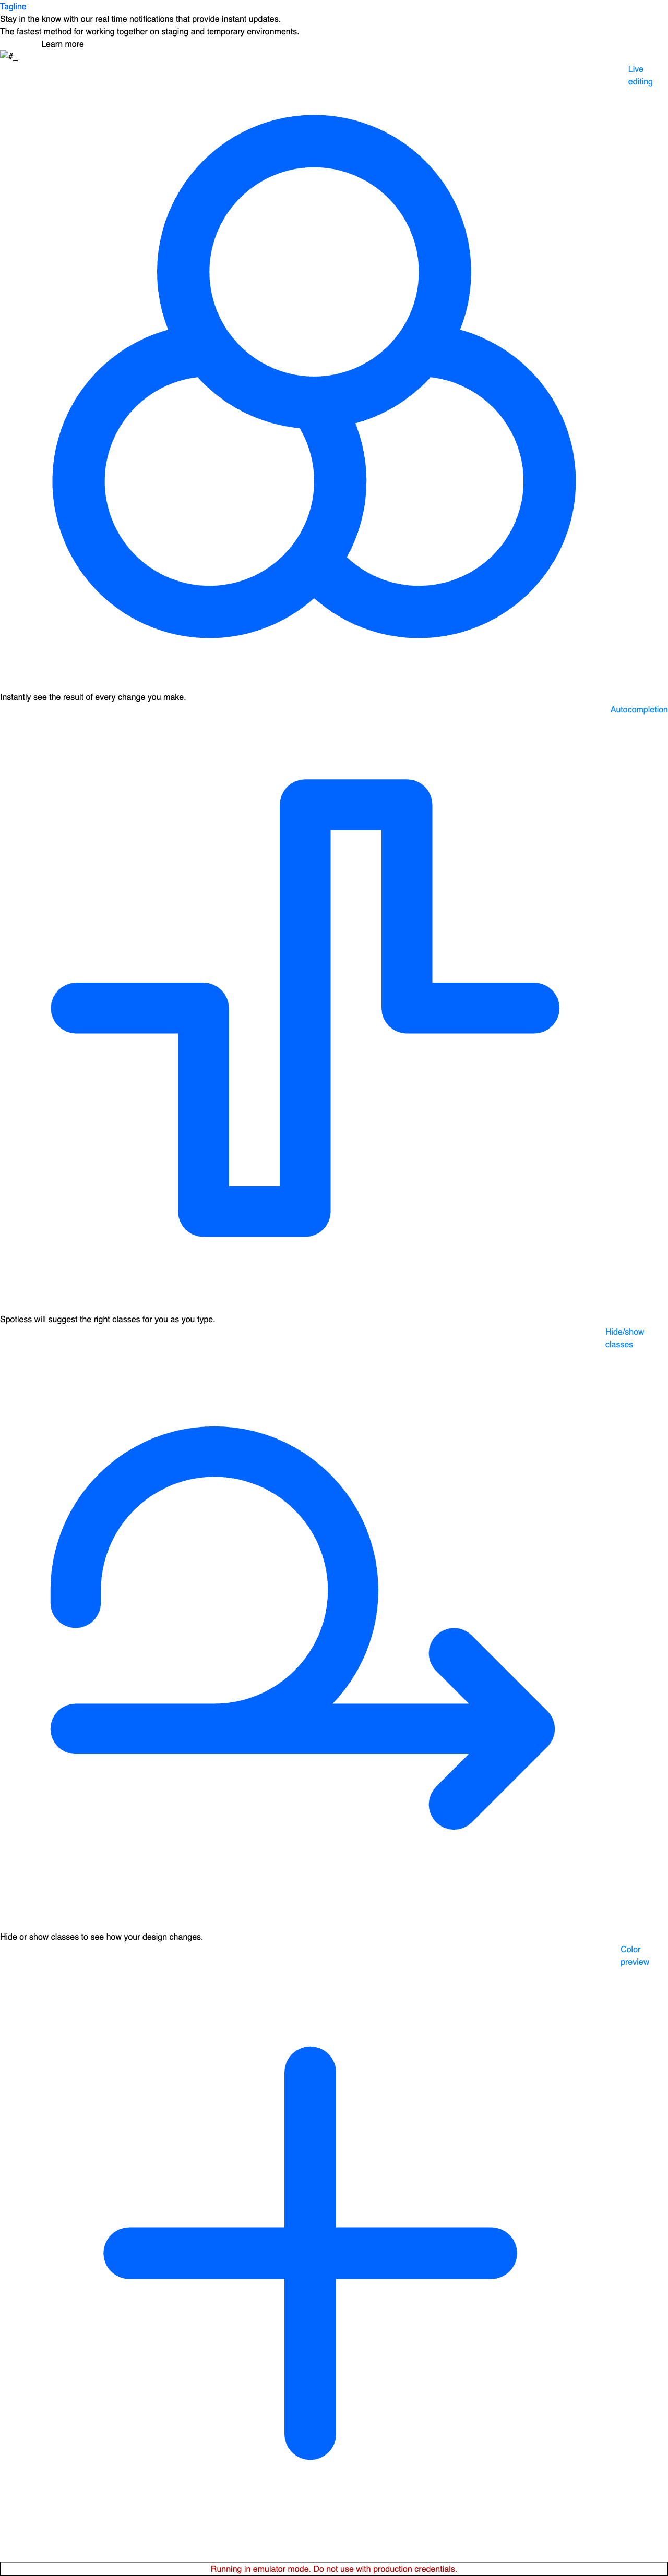 Tagline
Stay in the know with our real time notifications that provide instant updates.
The fastest method for working together on staging and temporary environments.
Learn more
#_
Live
editing
Instantly see the result of every change you make.
Autocompletion
Spotless will suggest the right classes for you as you type.
Hide/show
classes
Hide or show classes to see how your design changes.
Color
preview
Running in emulator mode. Do not use with production credentials.